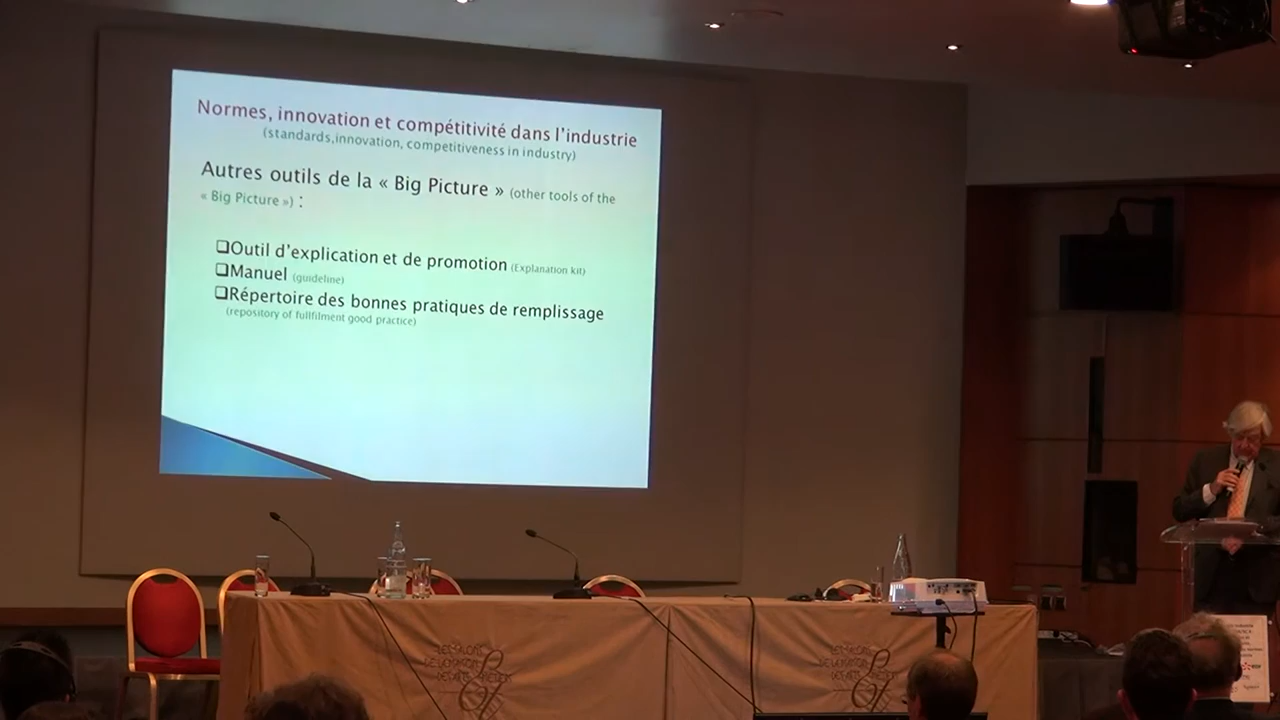 Normes, innovation et compétitivité dans l'industrie
(standards,innovation, competitiveness in industry)
Autres outils de la « Big Picture » (other tools of the
« Big Picture ») :
❑Outil d'explication et de promotion (Explanation kit)
❑Manuel (guideline)
❑Répertoire des bonnes pratiques de remplissage
(repository of fullfilment good practice)